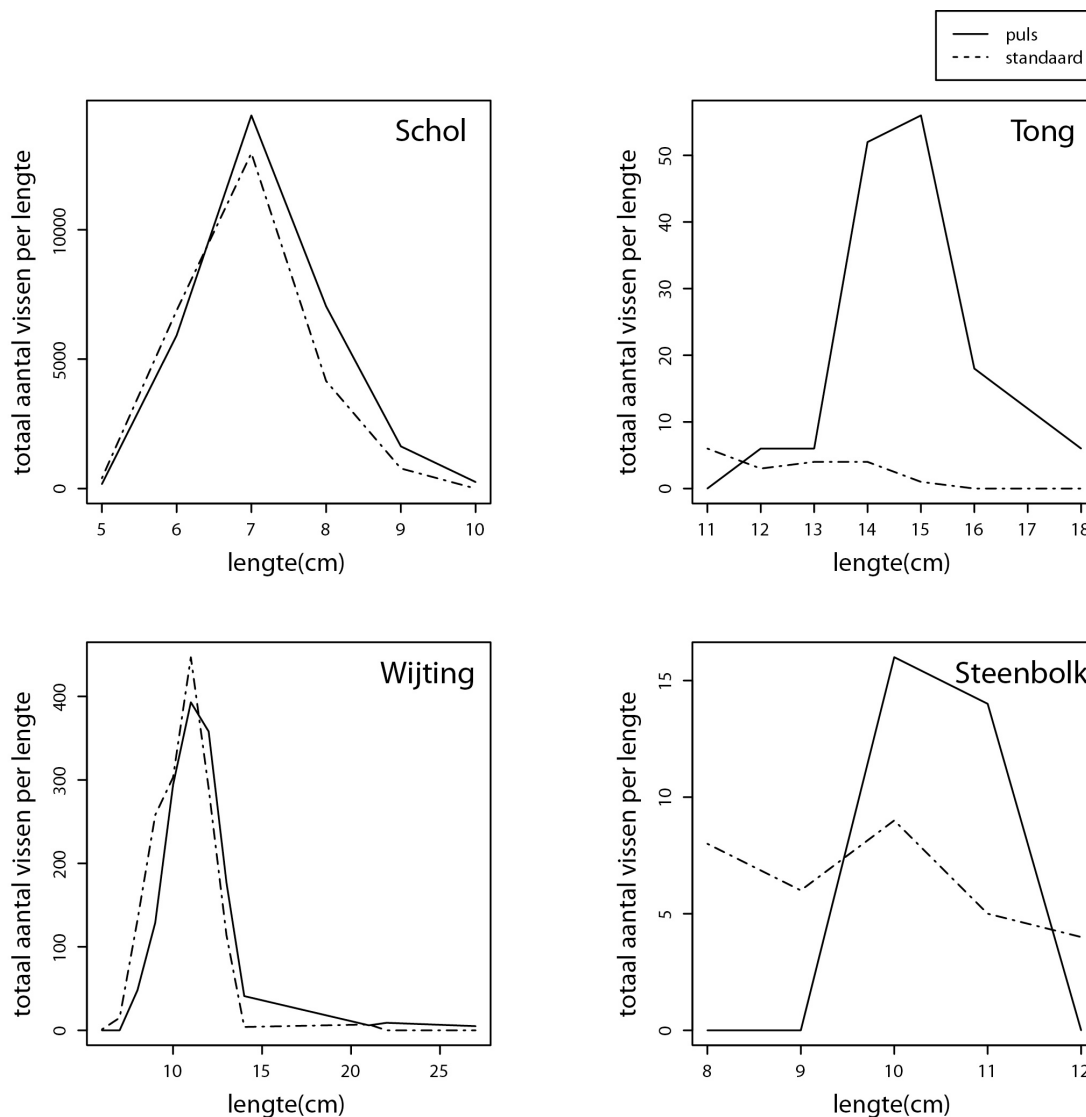 puls
standaard
Schol
totaal aantal vissen per lengte
0
5000
10000
5 6 7 8 9 10
lengte(cm)
Tong
totaal aantal vissen per lengte
0
10
20
30
40
50
11 12 13 14 15 16 17 18
lengte(cm)
Wijting
totaal aantal vissen per lengte
0
100
200
300
400
10 15 20 25
lengte(cm)
Steenbolk
totaal aantal vissen per lengte
0
5
10
15
8 9 10 11 12
lengte(cm)